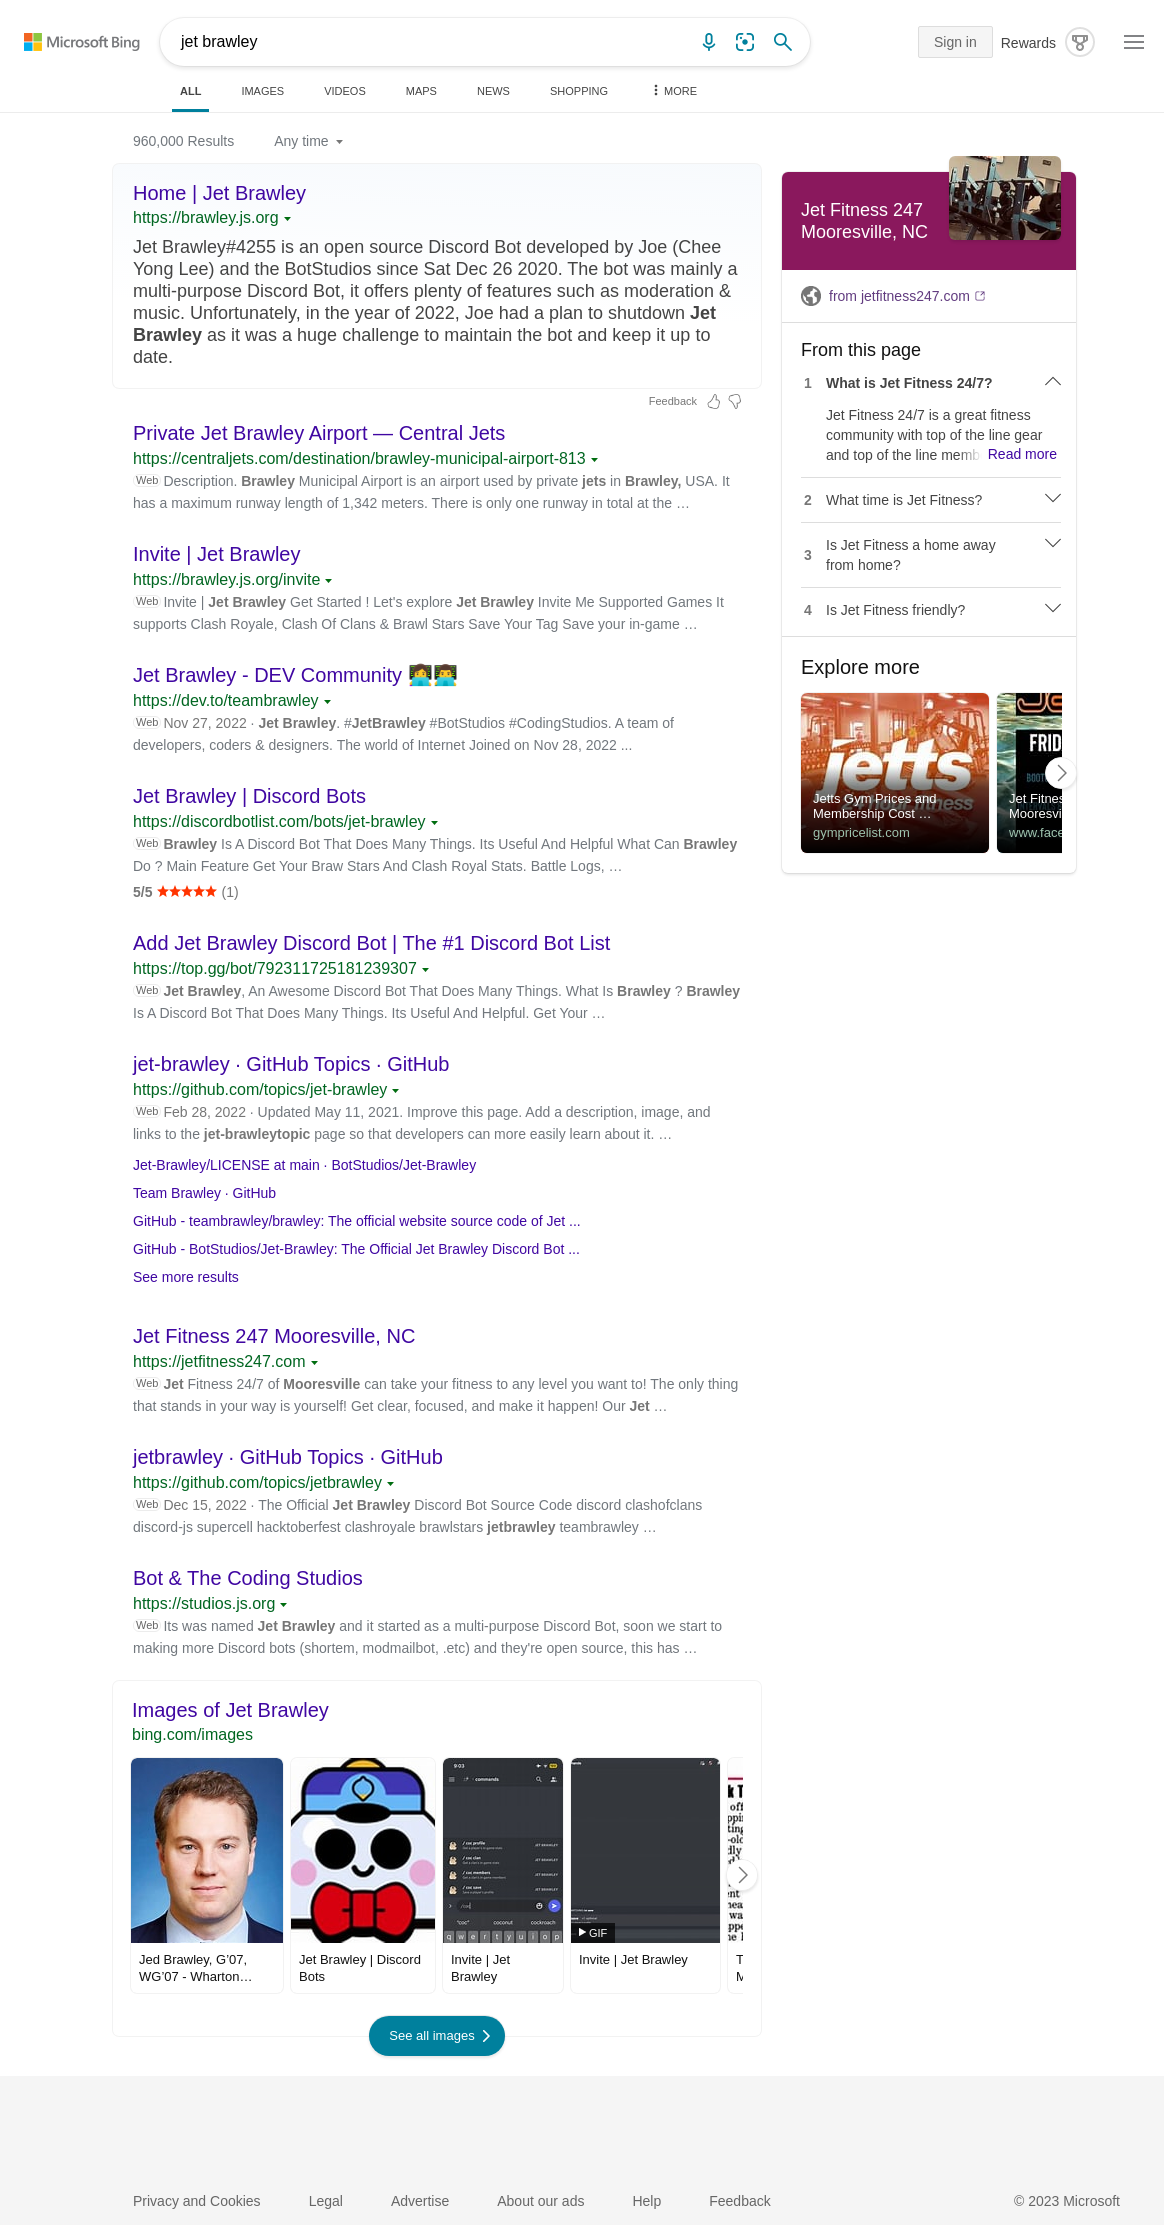 Microsoft Bing
jet brawley
Sign in
Rewards
ALL
IMAGES
VIDEOS
MAPS
NEWS
SHOPPING
MORE
960,000 Results
Any time
Home | Jet Brawley
https://brawley.js.org
Jet Brawley#4255 is an open source Discord Bot developed by Joe (Chee
Yong Lee) and the BotStudios since Sat Dec 26 2020. The bot was mainly a
multi-purpose Discord Bot, it offers plenty of features such as moderation &
music. Unfortunately, in the year of 2022, Joe had a plan to shutdown Jet
Brawley as it was a huge challenge to maintain the bot and keep it up to
date.
Feedback
Private Jet Brawley Airport — Central Jets
https://centraljets.com/destination/brawley-municipal-airport-813
Web Description. Brawley Municipal Airport is an airport used by private jets in Brawley, USA. It
has a maximum runway length of 1,342 meters. There is only one runway in total at the …
Invite | Jet Brawley
https://brawley.js.org/invite
Web Invite | Jet Brawley Get Started ! Let's explore Jet Brawley Invite Me Supported Games It
supports Clash Royale, Clash Of Clans & Brawl Stars Save Your Tag Save your in-game …
Jet Brawley - DEV Community 👩‍💻👨‍💻
https://dev.to/teambrawley
Web Nov 27, 2022 · Jet Brawley. #JetBrawley #BotStudios #CodingStudios. A team of
developers, coders & designers. The world of Internet Joined on Nov 28, 2022 ...
Jet Brawley | Discord Bots
https://discordbotlist.com/bots/jet-brawley
Web Brawley Is A Discord Bot That Does Many Things. Its Useful And Helpful What Can Brawley
Do ? Main Feature Get Your Braw Stars And Clash Royal Stats. Battle Logs, …
5/5 ★★★★★ (1)
Add Jet Brawley Discord Bot | The #1 Discord Bot List
https://top.gg/bot/792311725181239307
Web Jet Brawley, An Awesome Discord Bot That Does Many Things. What Is Brawley ? Brawley
Is A Discord Bot That Does Many Things. Its Useful And Helpful. Get Your …
jet-brawley · GitHub Topics · GitHub
https://github.com/topics/jet-brawley
Web Feb 28, 2022 · Updated May 11, 2021. Improve this page. Add a description, image, and
links to the jet-brawleytopic page so that developers can more easily learn about it. …
Jet-Brawley/LICENSE at main · BotStudios/Jet-Brawley
Team Brawley · GitHub
GitHub - teambrawley/brawley: The official website source code of Jet ...
GitHub - BotStudios/Jet-Brawley: The Official Jet Brawley Discord Bot ...
See more results
Jet Fitness 247 Mooresville, NC
https://jetfitness247.com
Web Jet Fitness 24/7 of Mooresville can take your fitness to any level you want to! The only thing
that stands in your way is yourself! Get clear, focused, and make it happen! Our Jet …
jetbrawley · GitHub Topics · GitHub
https://github.com/topics/jetbrawley
Web Dec 15, 2022 · The Official Jet Brawley Discord Bot Source Code discord clashofclans
discord-js supercell hacktoberfest clashroyale brawlstars jetbrawley teambrawley …
Bot & The Coding Studios
https://studios.js.org
Web Its was named Jet Brawley and it started as a multi-purpose Discord Bot, soon we start to
making more Discord bots (shortem, modmailbot, .etc) and they're open source, this has …
Images of Jet Brawley
bing.com/images
9:03
commands
/ coc profile
/ coc clan
/ coc members
/ coc save
JET BRAWLEY
JET BRAWLEY
JET BRAWLEY
JET BRAWLEY
"coc" coconut cockroach
q w e r t y u i o p
GIF
Jed Brawley, G'07,
WG'07 - Wharton…
Jet Brawley | Discord
Bots
Invite | Jet
Brawley
Invite | Jet Brawley
See all images
Jet Fitness 247
Mooresville, NC
from jetfitness247.com
From this page
1 What is Jet Fitness 24/7?
Jet Fitness 24/7 is a great fitness
community with top of the line gear
and top of the line memb Read more
2 What time is Jet Fitness?
3 Is Jet Fitness a home away
from home?
4 Is Jet Fitness friendly?
Explore more
jetts
24 hour fitness
Jetts Gym Prices and
Membership Cost …
gympricelist.com
FRID
BOOT
Jet Fitnes
Mooresvi
www.face
Privacy and Cookies
Legal
Advertise
About our ads
Help
Feedback
© 2023 Microsoft